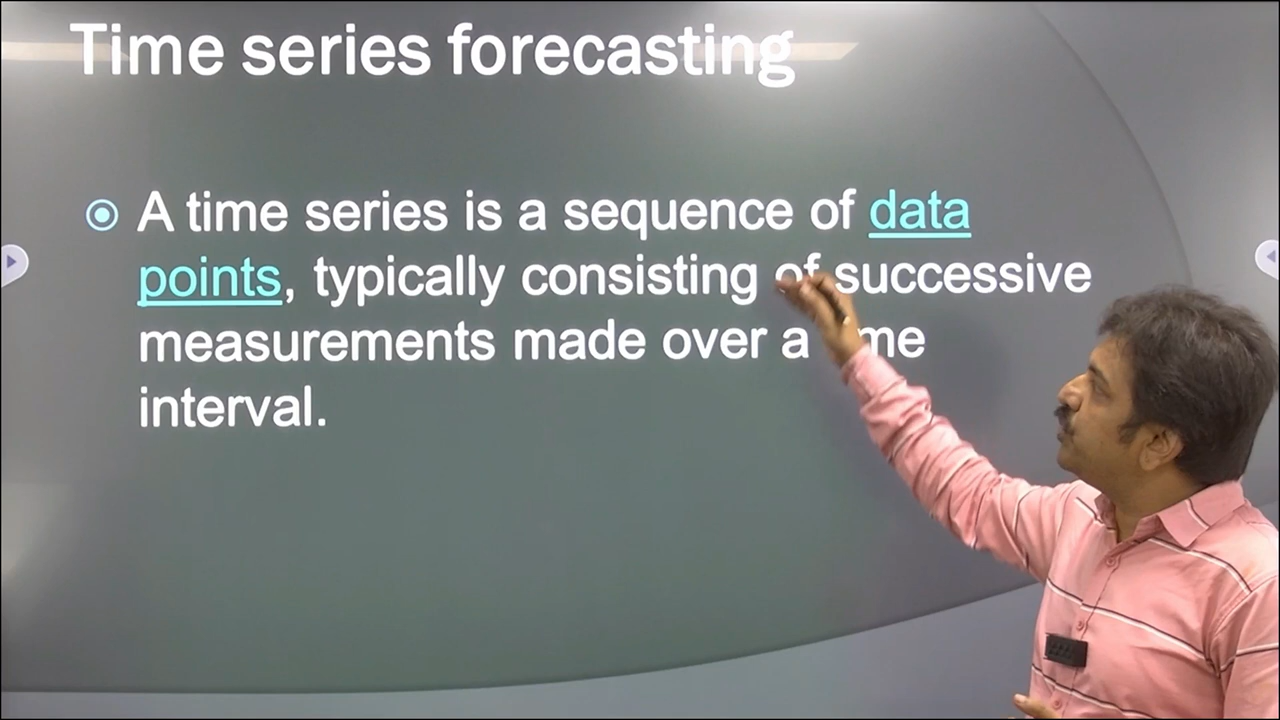 Time series forecasting
A time series is a sequence of data
points, typically consisting of successive
measurements made over a time
interval.